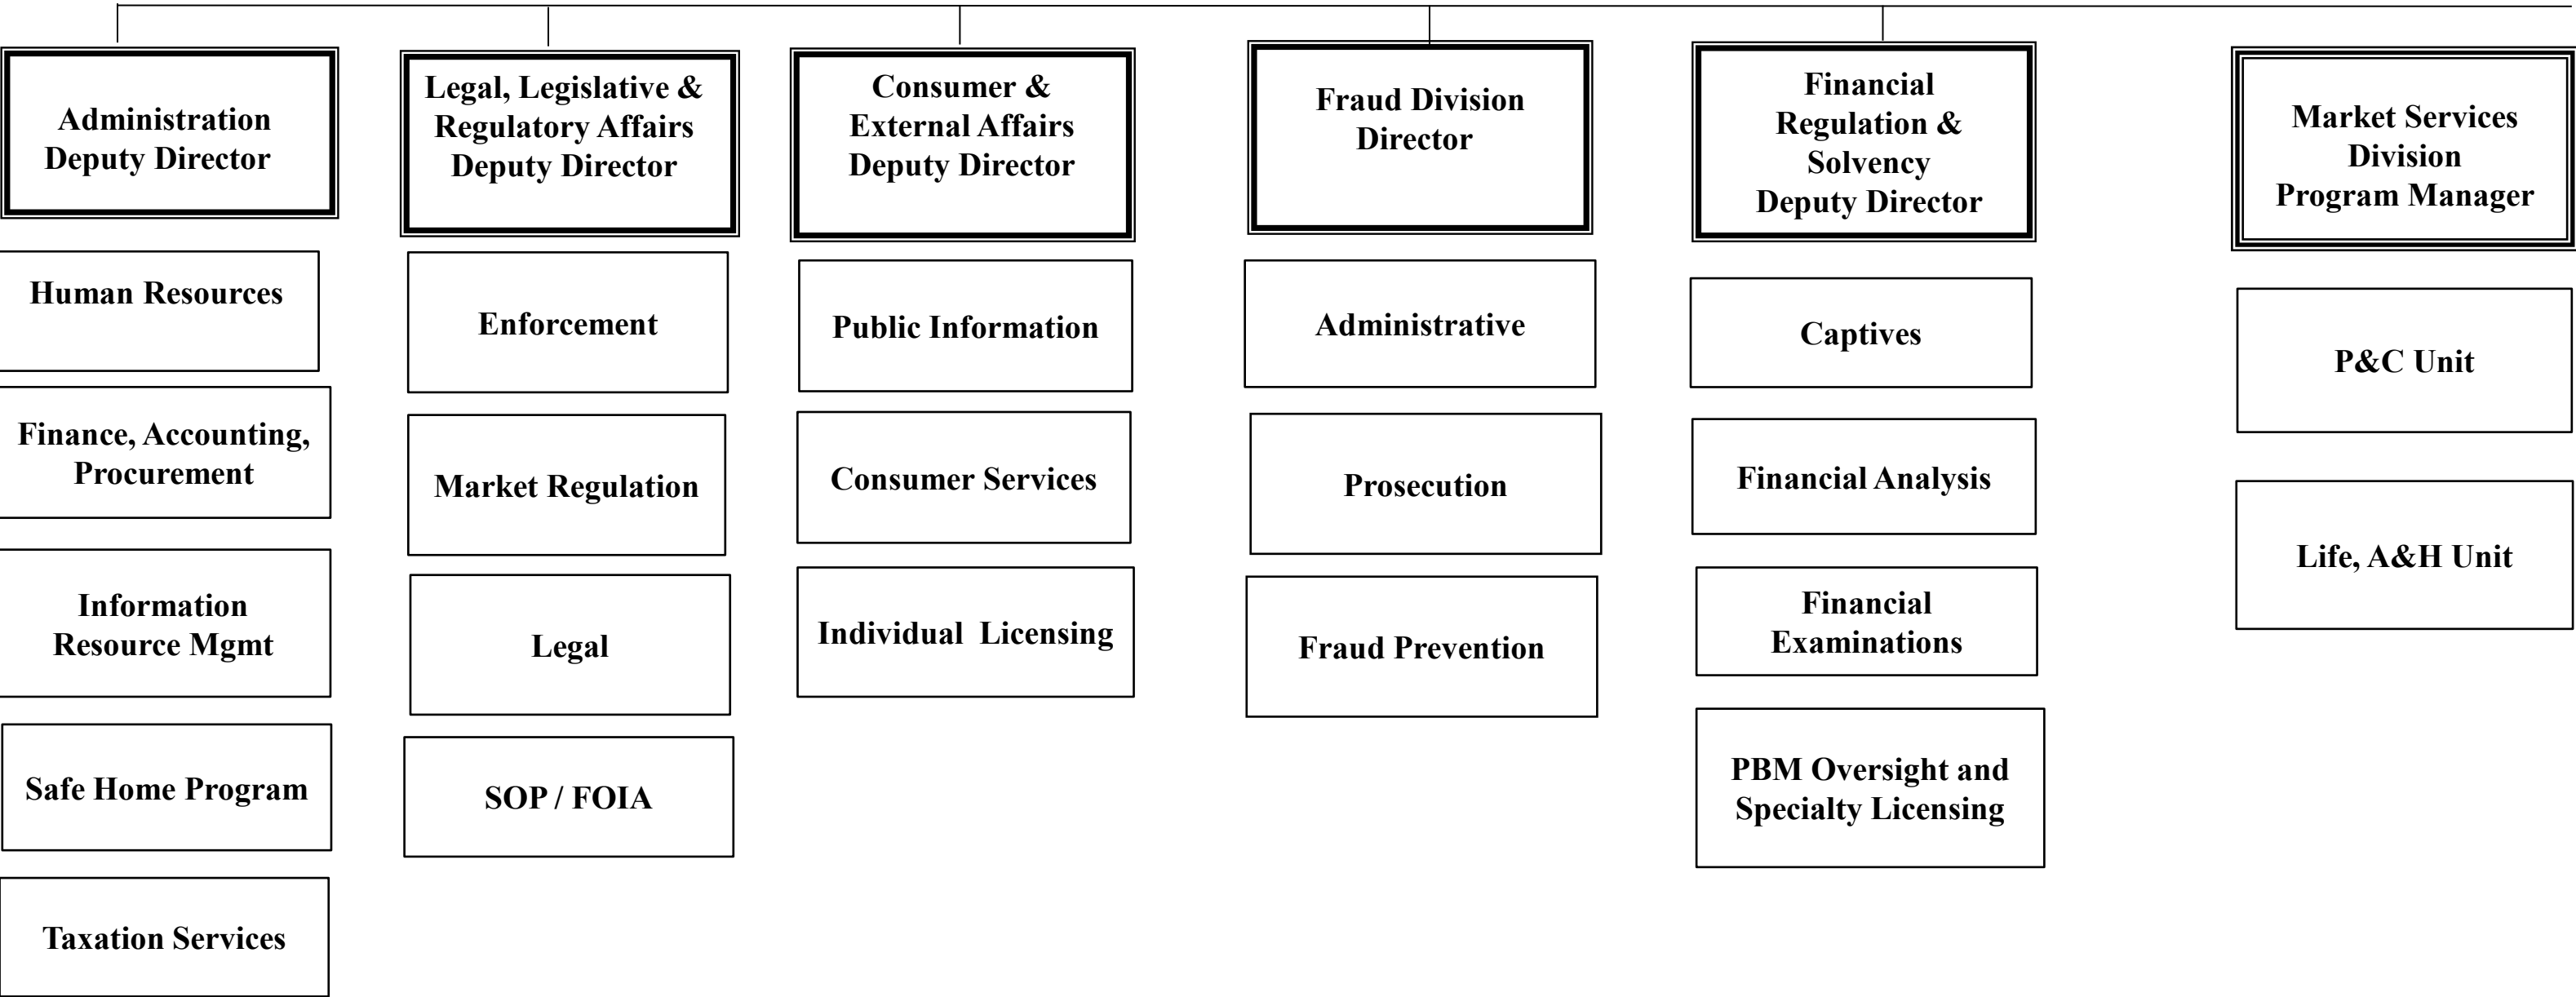 Administration
Deputy Director
Legal, Legislative &
Regulatory Affairs
Deputy Director
Consumer &
External Affairs
Deputy Director
Fraud Division
Director
Financial
Regulation &
Solvency
Deputy Director
Market Services
Division
Program Manager
Human Resources
Finance, Accounting,
Procurement
Information
Resource Mgmt
Safe Home Program
Taxation Services
Enforcement
Market Regulation
Legal
SOP / FOIA
Public Information
Consumer Services
Individual Licensing
Administrative
Prosecution
Fraud Prevention
Captives
Financial Analysis
Financial
Examinations
PBM Oversight and
Specialty Licensing
P&C Unit
Life, A&H Unit